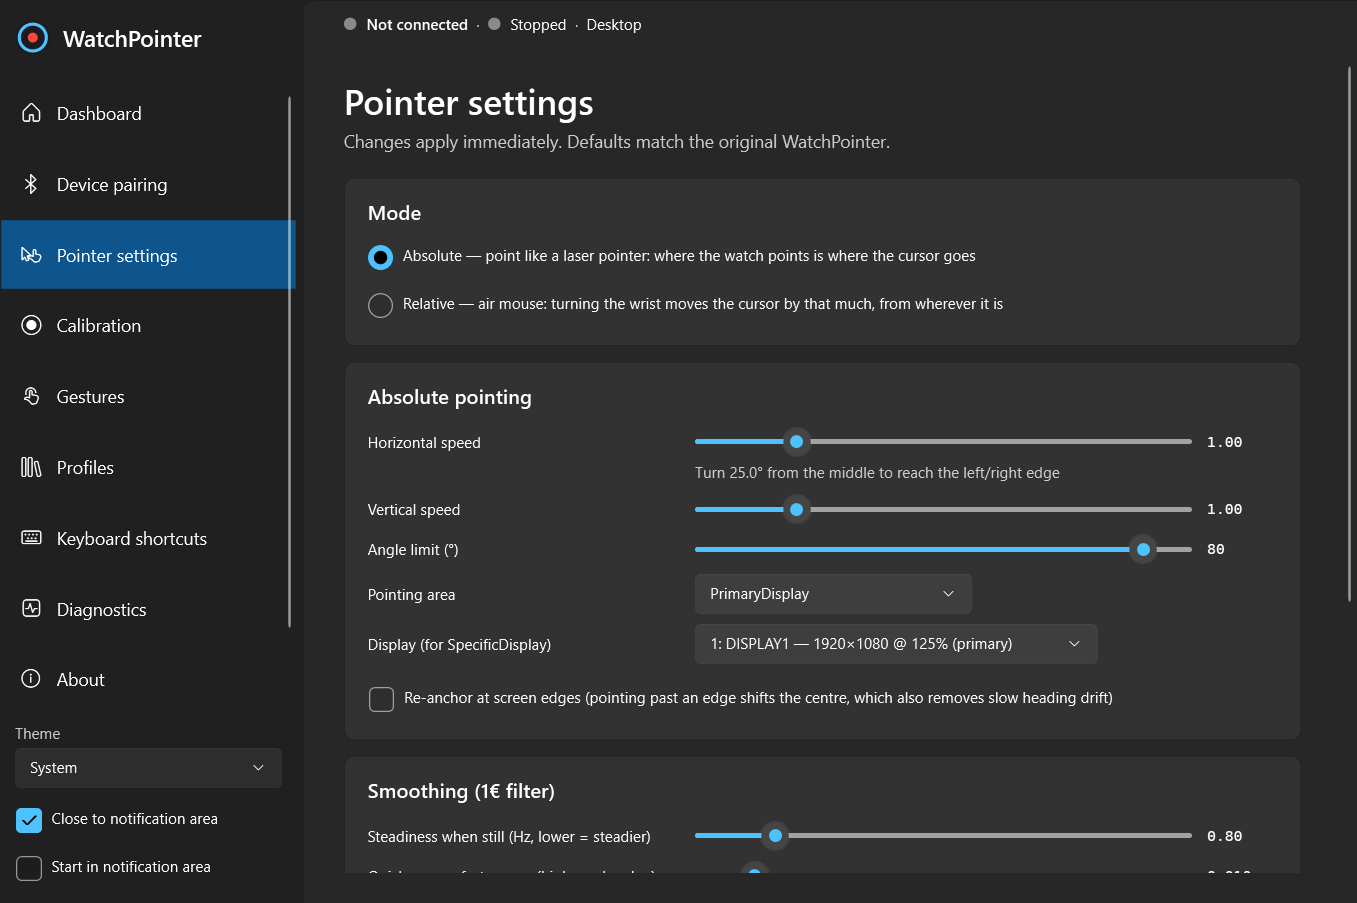 WatchPointer
Dashboard
Device pairing
Pointer settings
Calibration
Gestures
Profiles
Keyboard shortcuts
Diagnostics
About
Theme
System
Close to notification area
Start in notification area
Not connected · Stopped · Desktop
Pointer settings
Changes apply immediately. Defaults match the original WatchPointer.
Mode
Absolute — point like a laser pointer: where the watch points is where the cursor goes
Relative — air mouse: turning the wrist moves the cursor by that much, from wherever it is
Absolute pointing
Horizontal speed 1.00
Turn 25.0° from the middle to reach the left/right edge
Vertical speed 1.00
Angle limit (°) 80
Pointing area PrimaryDisplay
Display (for SpecificDisplay) 1: DISPLAY1 — 1920×1080 @ 125% (primary)
Re-anchor at screen edges (pointing past an edge shifts the centre, which also removes slow heading drift)
Smoothing (1€ filter)
Steadiness when still (Hz, lower = steadier) 0.80